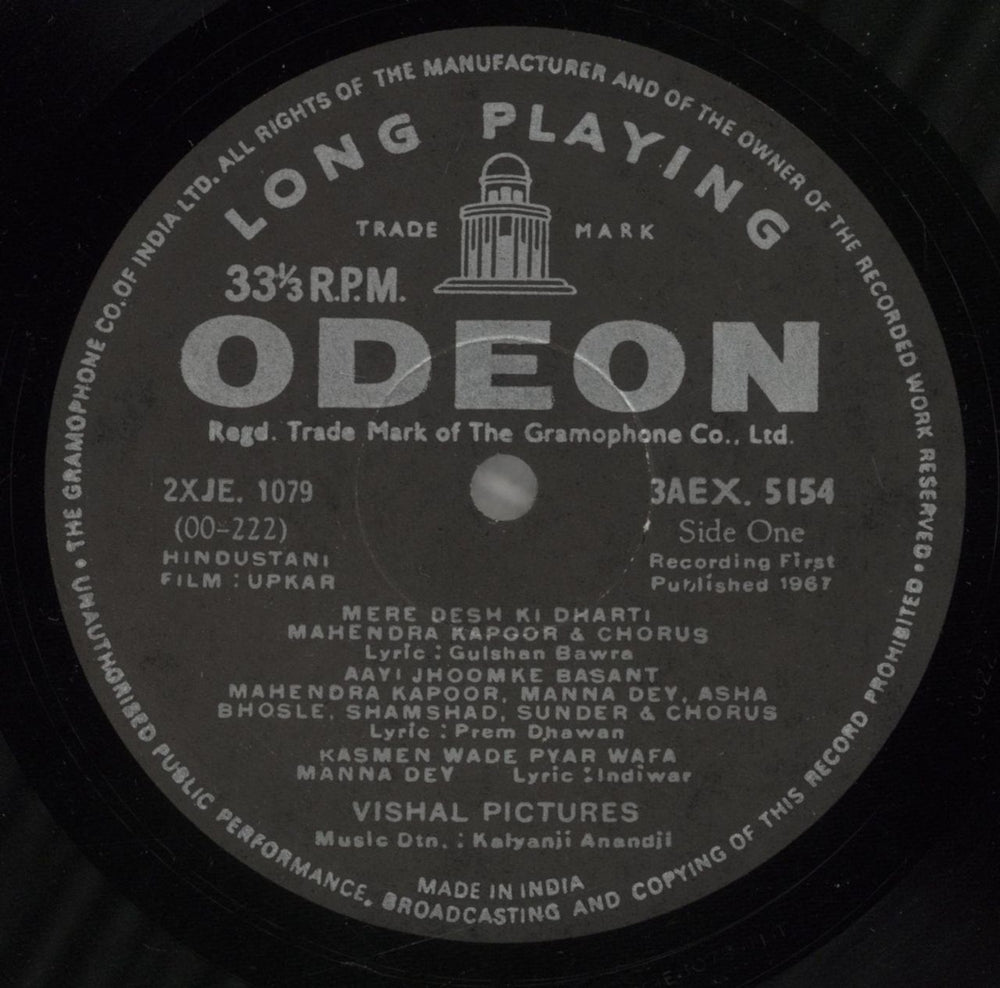 THE GRAMOPHONE CO. OF INDIA LTD. ALL RIGHTS OF THE MANUFACTURER AND OF THE OWNER OF THE RECORDED WORK RESERVED • UNAUTHORISED PUBLIC PERFORMANCE, BROADCASTING AND COPYING OF THIS RECORD PROHIBITED •
LONG PLAYING
TRADE MARK
33⅓ R.P.M.
ODEON
Regd. Trade Mark of The Gramophone Co., Ltd.
2XJE. 1079 3AEX. 5154
(OO-222) Side One
HINDUSTANI Recording First
FILM : UPKAR Published 1967
MERE DESH KI DHARTI
MAHENDRA KAPOOR & CHORUS
Lyric : Gulshan Bawra
AAYI JHOOMKE BASANT
MAHENDRA KAPOOR, MANNA DEY, ASHA
BHOSLE, SHAMSHAD, SUNDER & CHORUS
Lyric : Prem Dhawan
KASMEN WADE PYAR WAFA
MANNA DEY Lyric : Indiwar
VISHAL PICTURES
Music Dtn. : Kalyanji Anandji
MADE IN INDIA